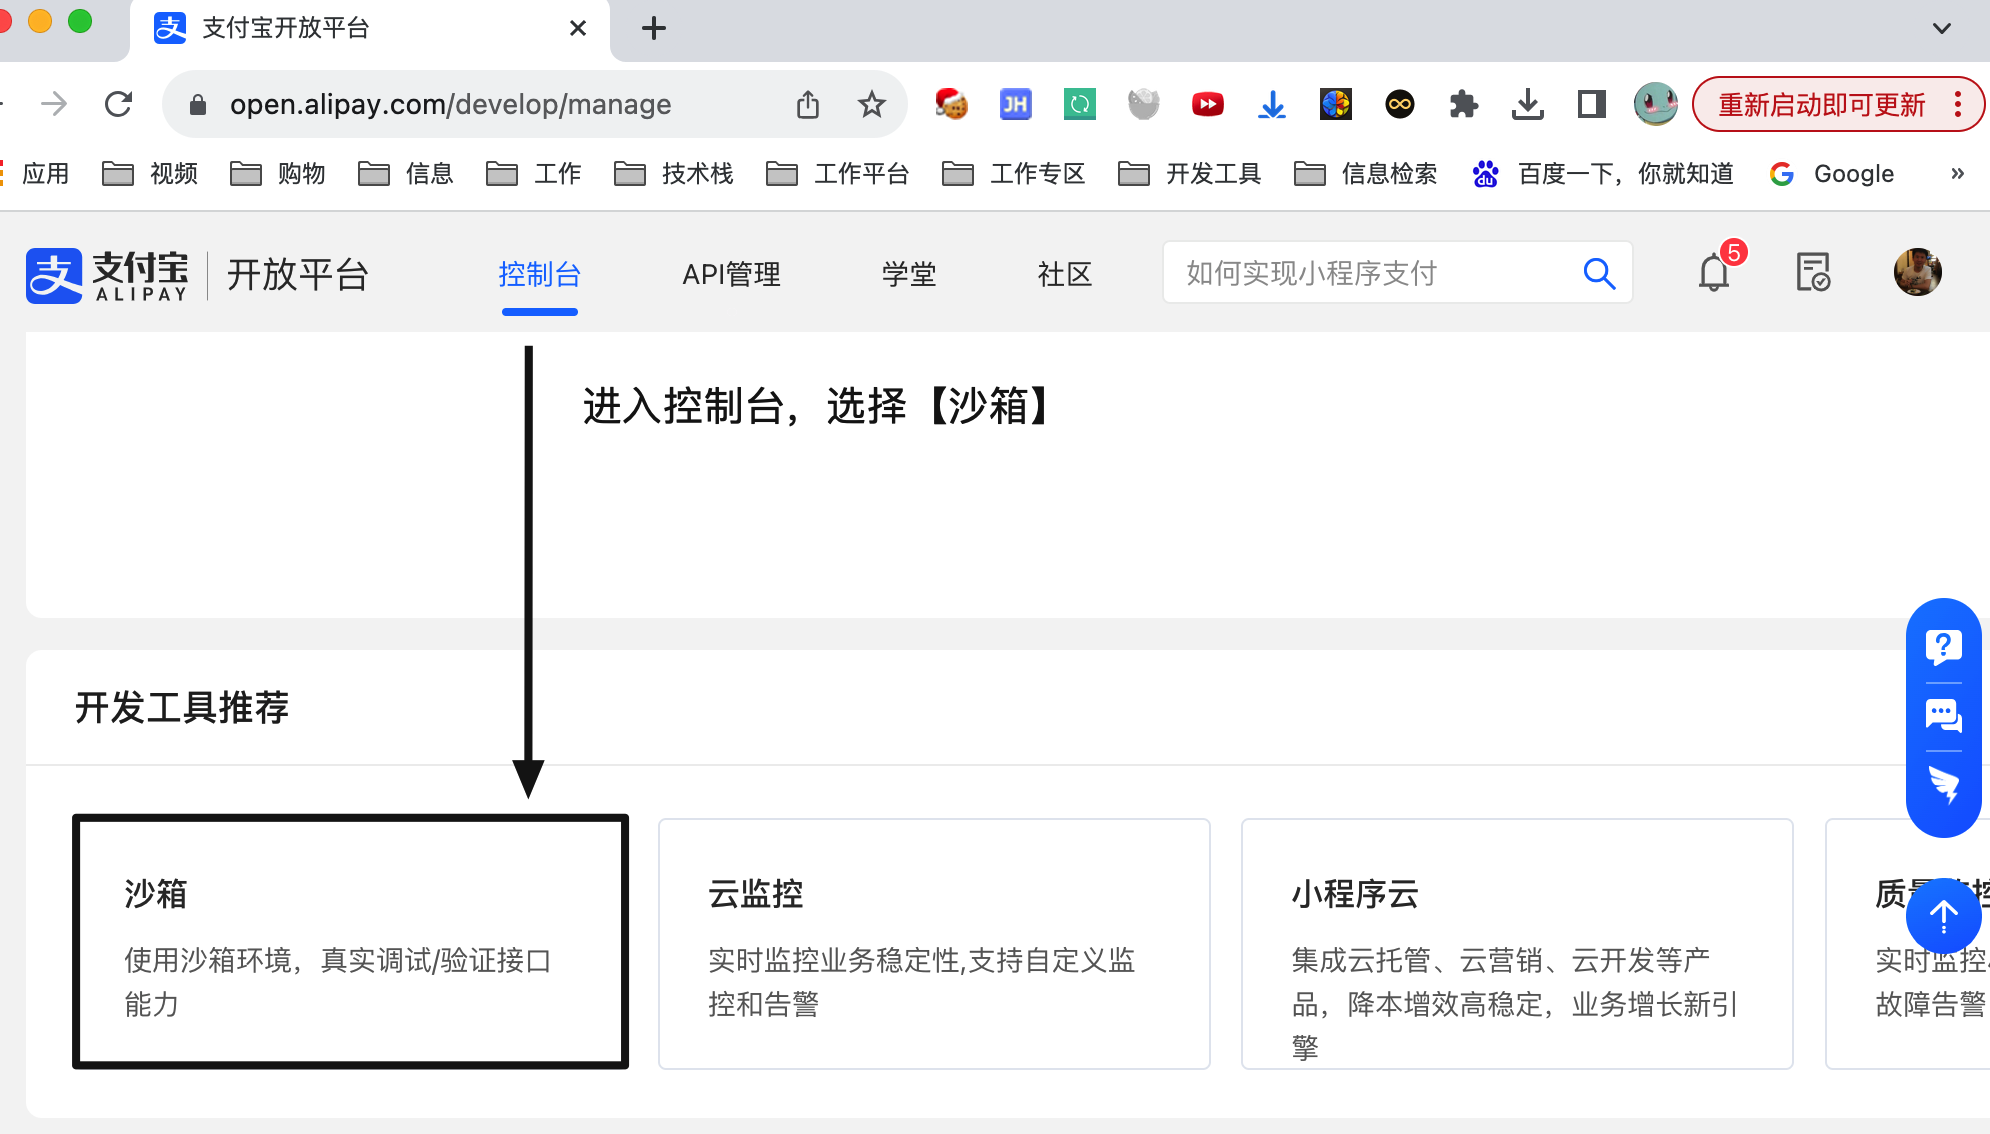 支付宝开放平台
open.alipay.com/develop/manage
JH
重新启动即可更新
应用
视频
购物
信息
工作
技术栈
工作平台
工作专区
开发工具
信息检索
du
百度一下，你就知道
G
Google
»
支
支付宝
ALIPAY
开放平台
控制台
API管理
学堂
社区
如何实现小程序支付
5
进入控制台，选择【沙箱】
开发工具推荐
沙箱
使用沙箱环境，真实调试/验证接口
能力
云监控
实时监控业务稳定性,支持自定义监
控和告警
小程序云
集成云托管、云营销、云开发等产
品，降本增效高稳定，业务增长新引
擎
质
实时监控
故障告警